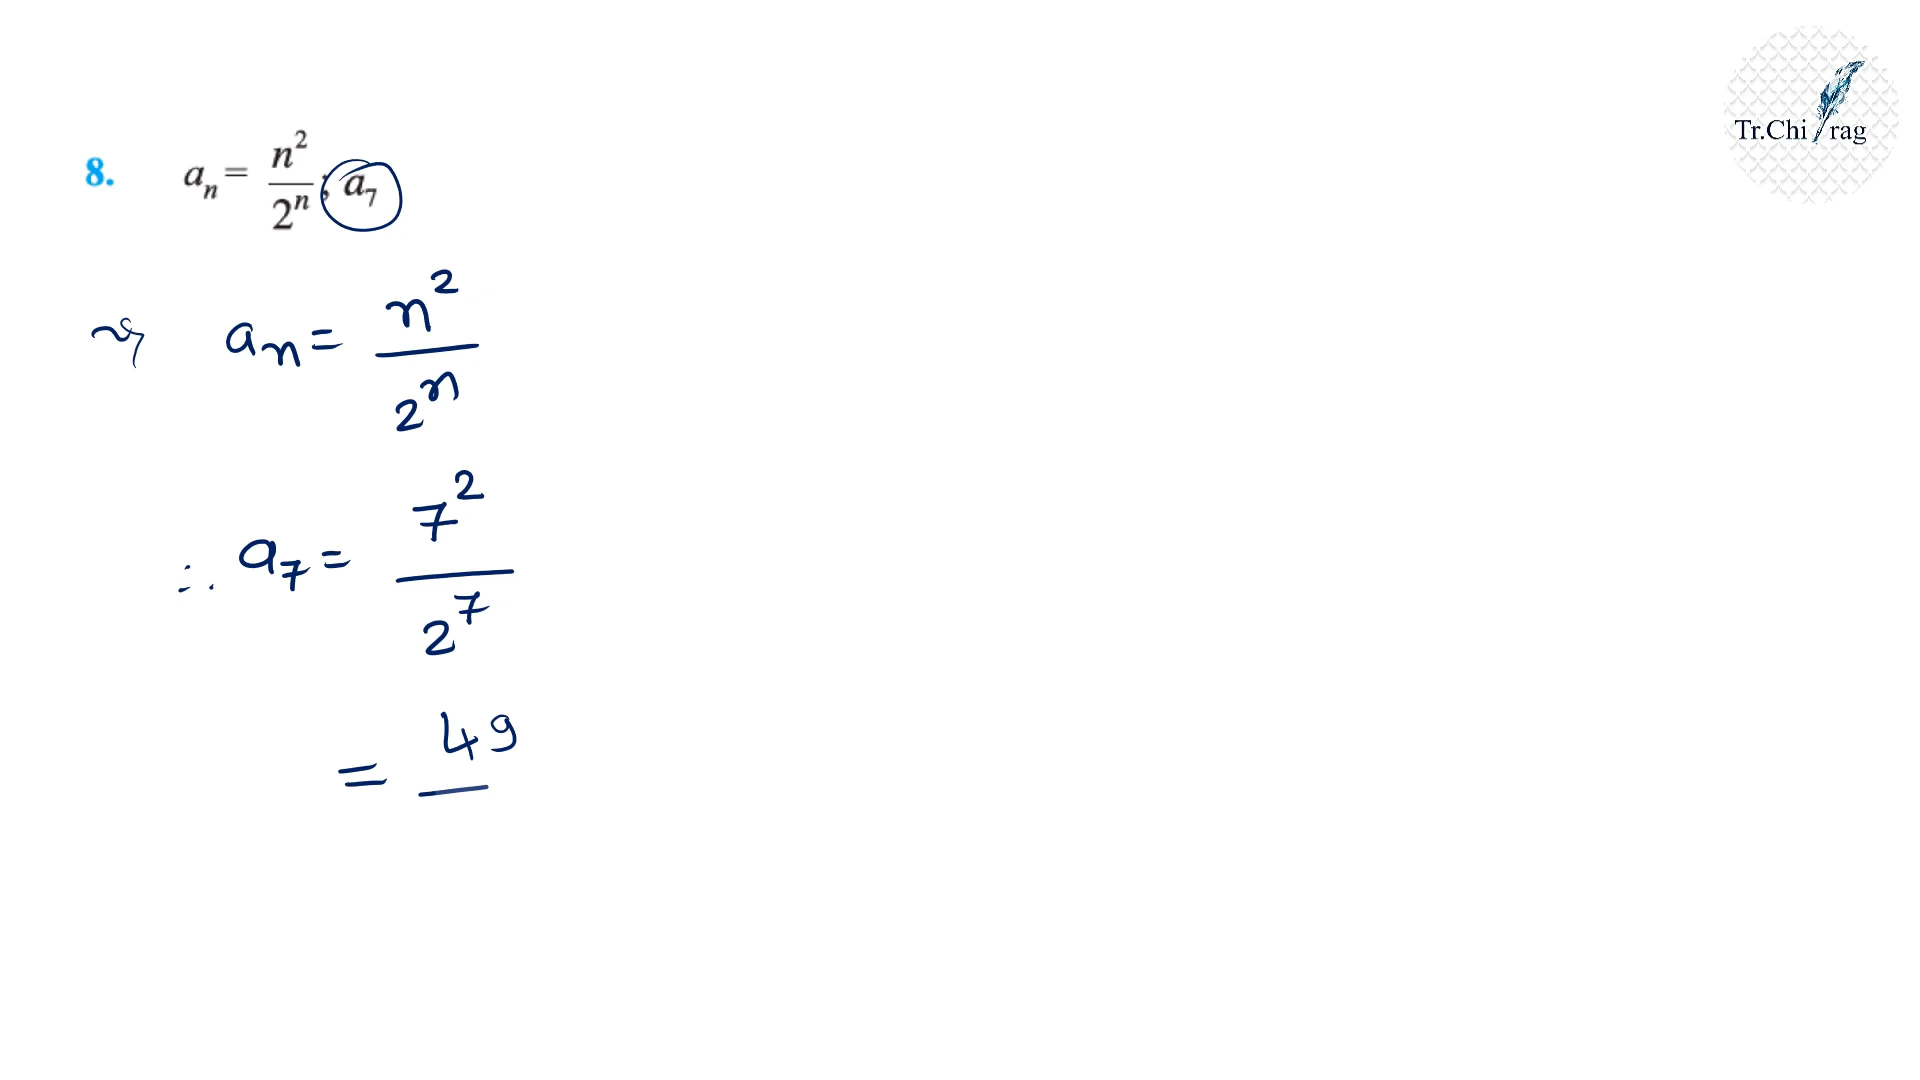 Tr.Chirag
8. aₙ = n²/2ⁿ ; a₇
aₙ = n²/2ⁿ
∴ a₇ = 7²/2⁷
= 49